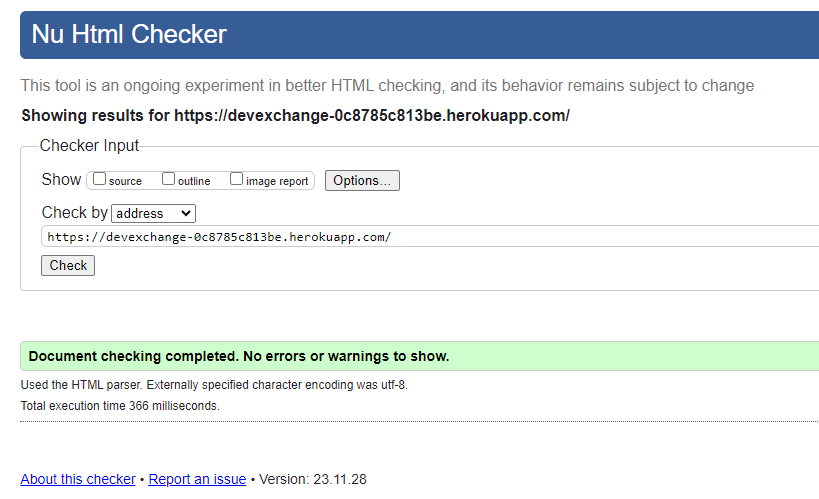 Nu Html Checker
This tool is an ongoing experiment in better HTML checking, and its behavior remains subject to change
Showing results for https://devexchange-0c8785c813be.herokuapp.com/
Checker Input
Show source outline image report Options...
Check by address
https://devexchange-0c8785c813be.herokuapp.com/
Check
Document checking completed. No errors or warnings to show.
Used the HTML parser. Externally specified character encoding was utf-8.
Total execution time 366 milliseconds.
About this checker • Report an issue • Version: 23.11.28